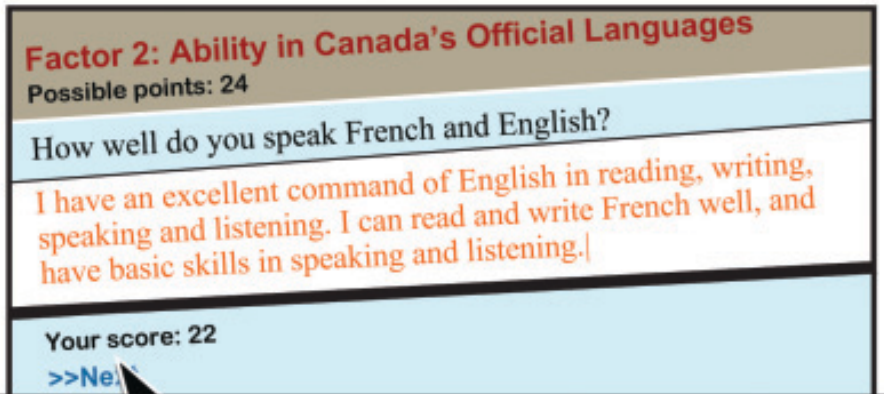 Factor 2: Ability in Canada's Official Languages
Possible points: 24
How well do you speak French and English?
I have an excellent command of English in reading, writing,
speaking and listening. I can read and write French well, and
have basic skills in speaking and listening.
Your score: 22